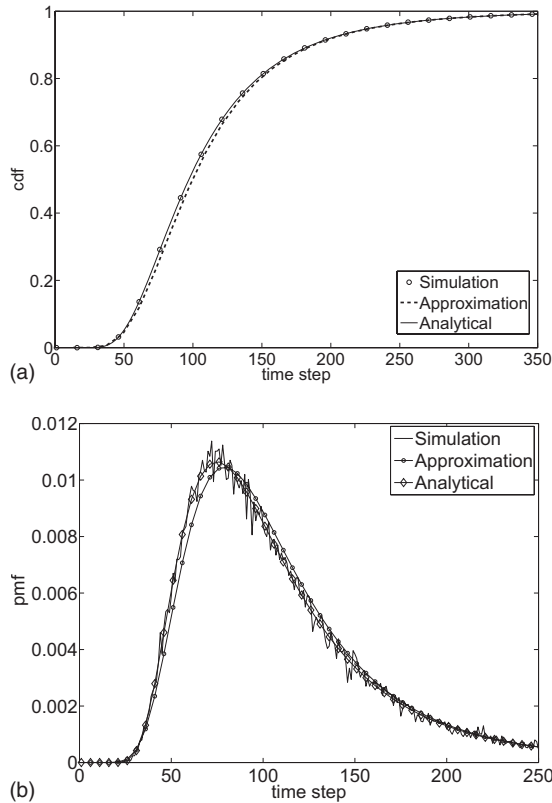 1
0.8
0.6
0.4
0.2
0
cdf
0 50 100 150 200 250 300 350
time step
Simulation
Approximation
Analytical
(a)
0.012
0.01
0.008
0.006
0.004
0.002
0
pmf
0 50 100 150 200 250
time step
Simulation
Approximation
Analytical
(b)